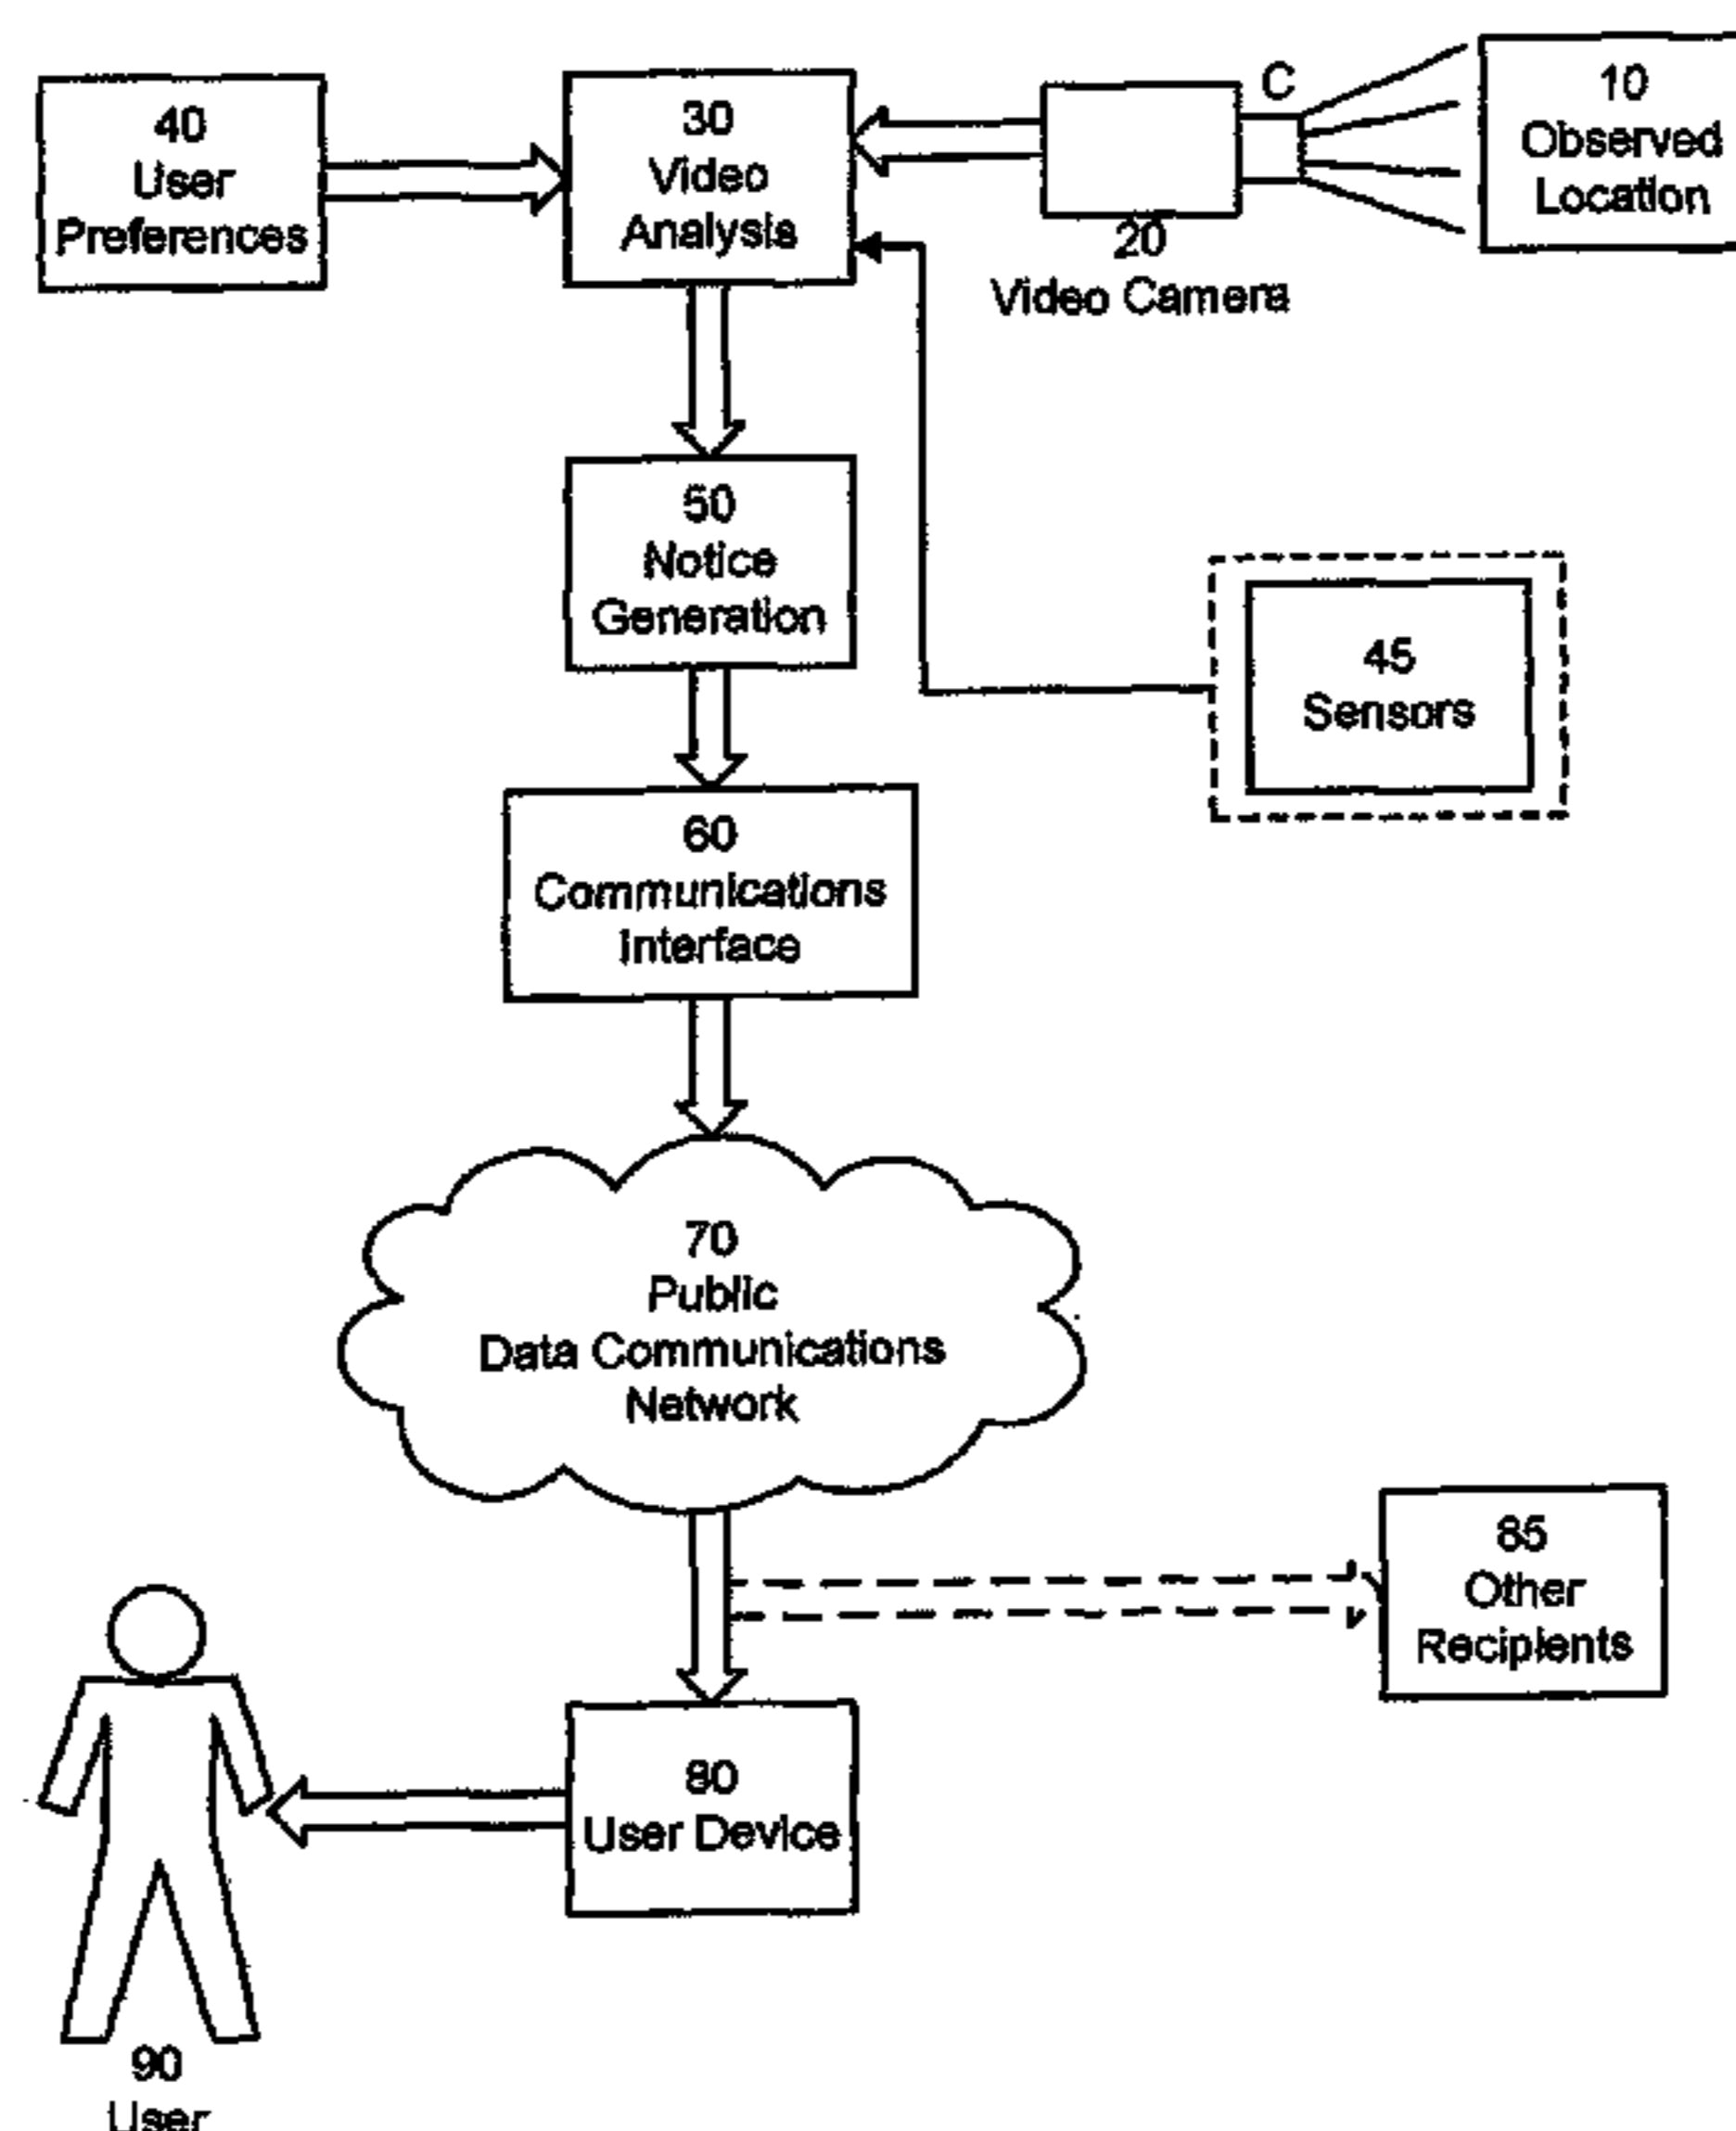 40
User
Preferences
30
Video
Analysis
C
20
Video Camera
10
Observed
Location
50
Notice
Generation
45
Sensors
60
Communications
Interface
70
Public
Data Communications
Network
85
Other
Recipients
80
User Device
90
User